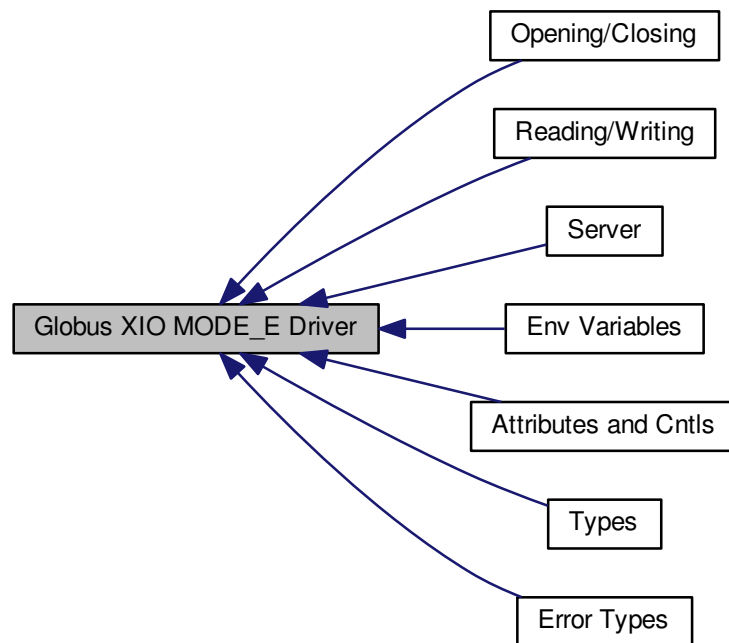 Opening/Closing
Reading/Writing
Server
Globus XIO MODE_E Driver
Env Variables
Attributes and Cntls
Types
Error Types